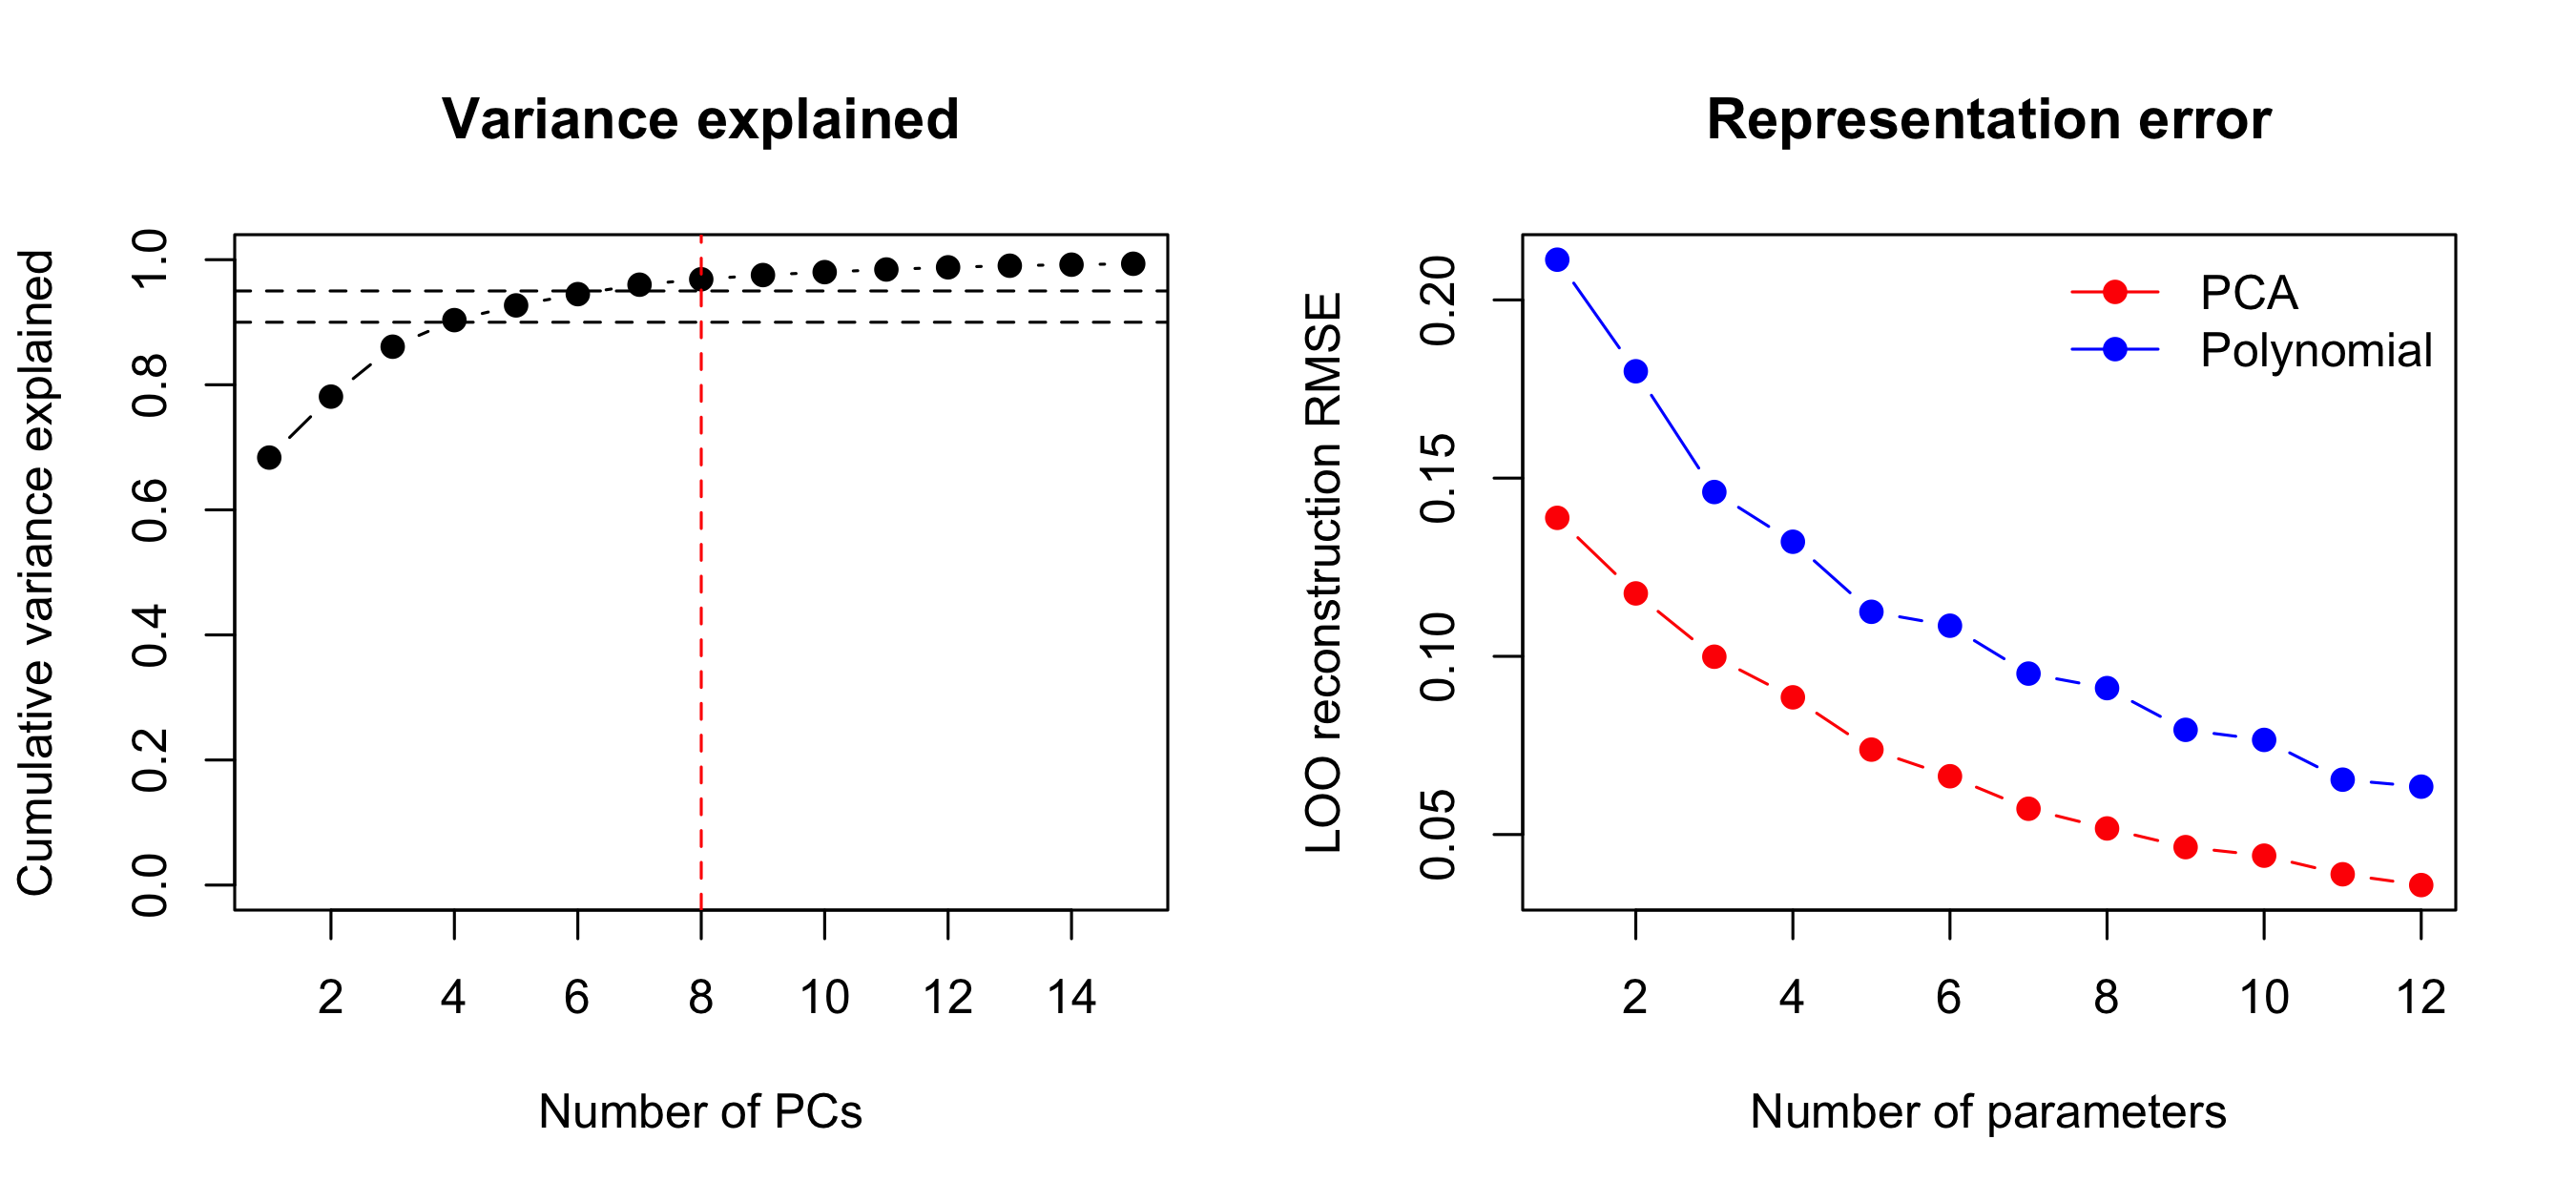 Variance explained
Cumulative variance explained
1.0
0.8
0.6
0.4
0.2
0.0
2 4 6 8 10 12 14
Number of PCs
Representation error
LOO reconstruction RMSE
0.20
0.15
0.10
0.05
PCA
Polynomial
2 4 6 8 10 12
Number of parameters